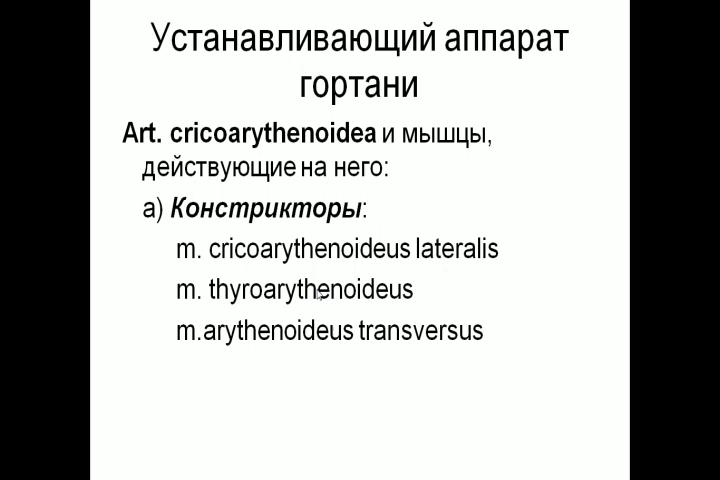 Устанавливающий аппарат
гортани
Art. cricoarythenoidea и мышцы,
действующие на него:
а) Констрикторы:
m. cricoarythenoideus lateralis
m. thyroarythenoideus
m.arythenoideus transversus